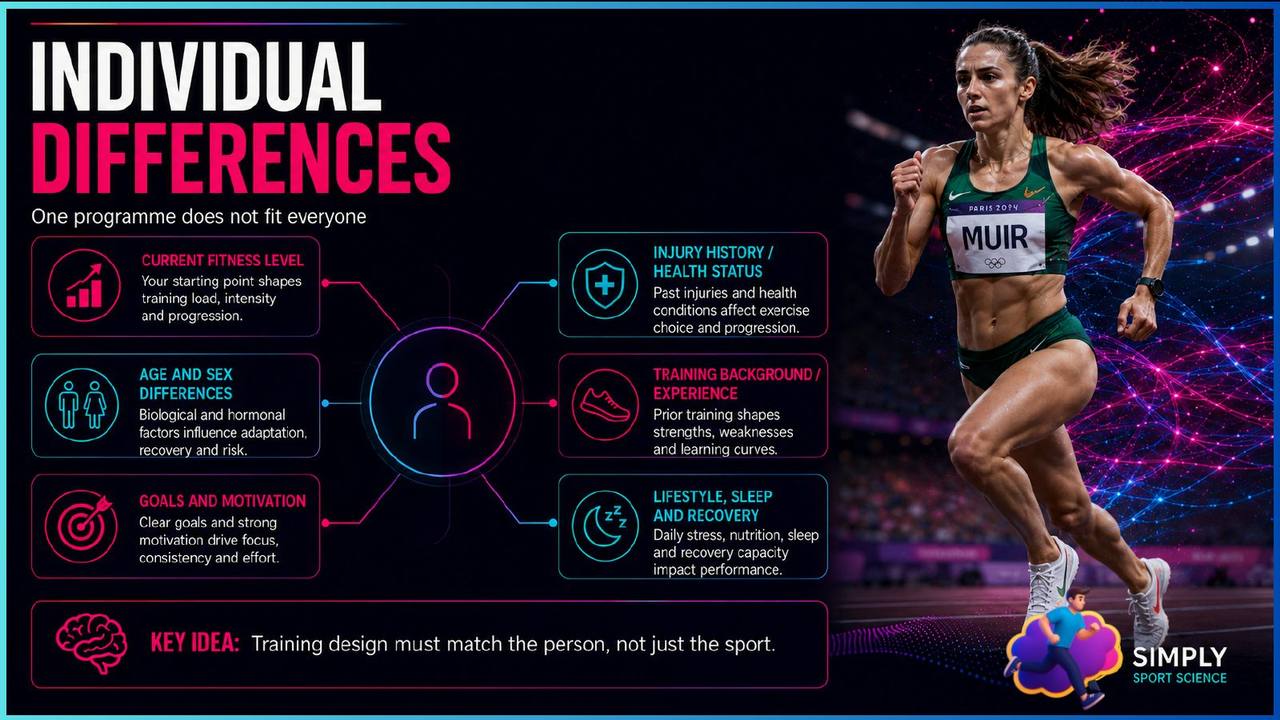 INDIVIDUAL
DIFFERENCES
One programme does not fit everyone
CURRENT FITNESS LEVEL
Your starting point shapes
training load, intensity
and progression.
AGE AND SEX
DIFFERENCES
Biological and hormonal
factors influence adaptation,
recovery and risk.
GOALS AND MOTIVATION
Clear goals and strong
motivation drive focus,
consistency and effort.
INJURY HISTORY /
HEALTH STATUS
Past injuries and health
conditions affect exercise
choice and progression.
TRAINING BACKGROUND /
EXPERIENCE
Prior training shapes
strengths, weaknesses
and learning curves.
zzz
LIFESTYLE, SLEEP
AND RECOVERY
Daily stress, nutrition, sleep
and recovery capacity
impact performance.
KEY IDEA: Training design must match the person, not just the sport.
PARIS
MUIR
SIMPLY
SPORT SCIENCE